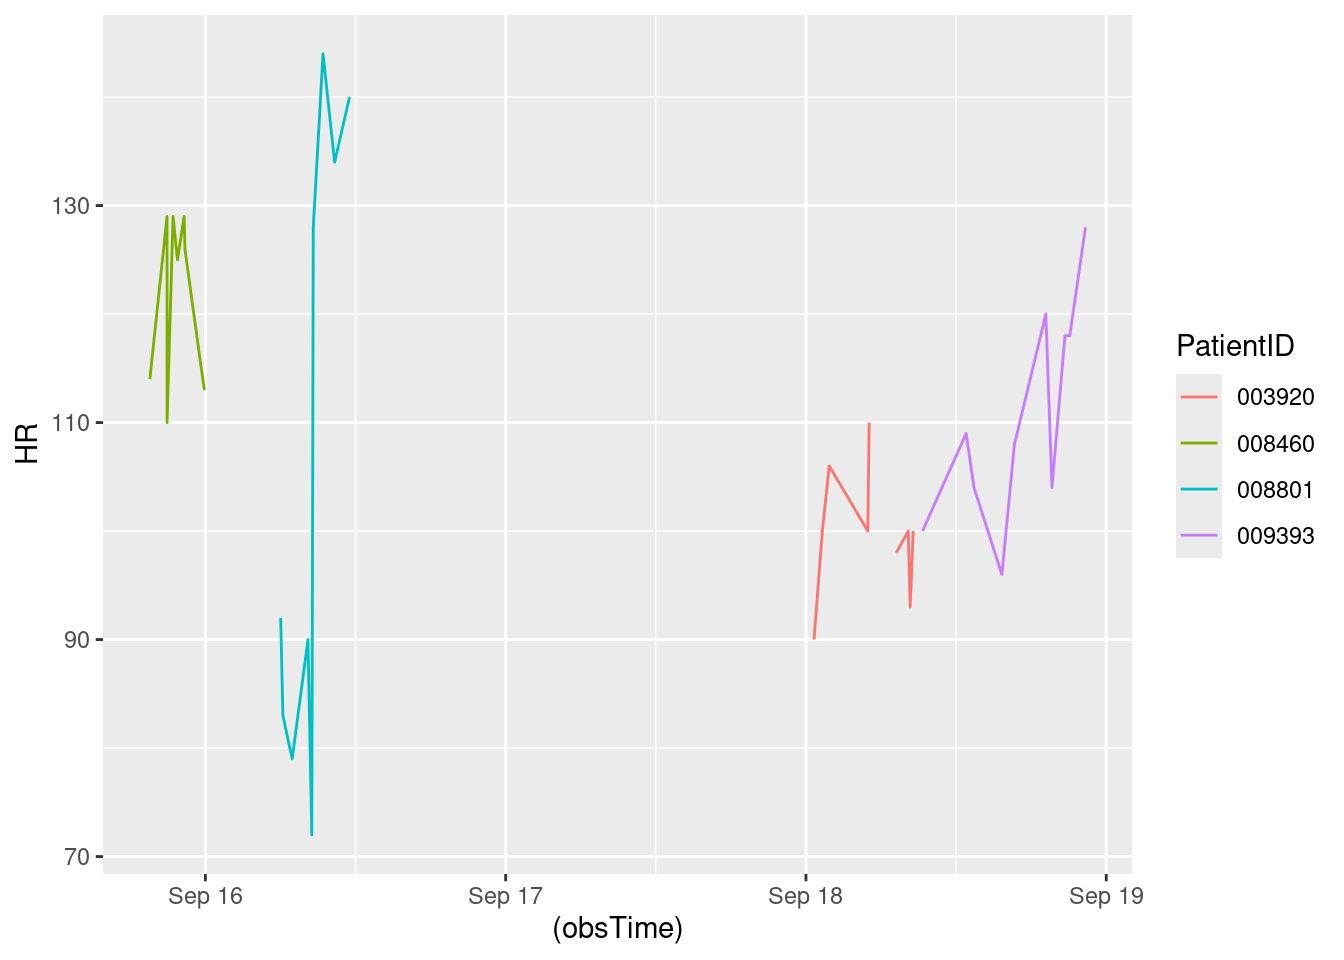 130
110
90
70
HR
Sep 16
Sep 17
Sep 18
Sep 19
(obsTime)
PatientID
003920
008460
008801
009393